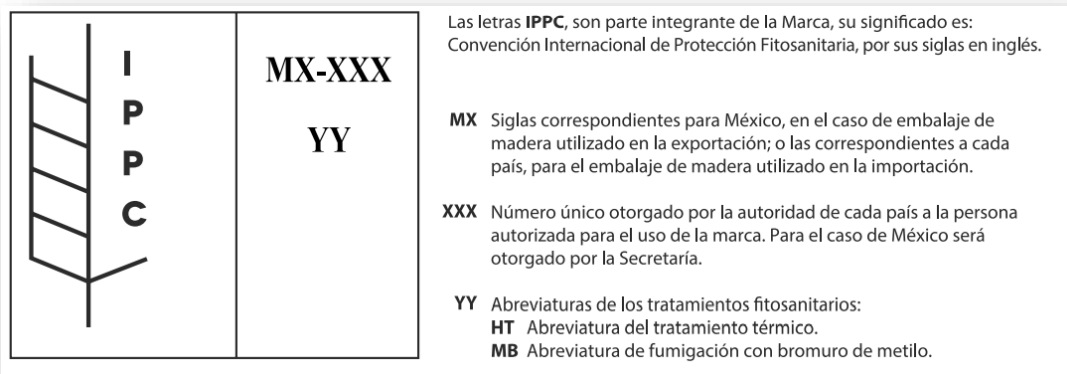 I
P
P
C
MX-XXX
YY
Las letras IPPC, son parte integrante de la Marca, su significado es:
Convención Internacional de Protección Fitosanitaria, por sus siglas en inglés.
MX Siglas correspondientes para México, en el caso de embalaje de
madera utilizado en la exportación; o las correspondientes a cada
país, para el embalaje de madera utilizado en la importación.
XXX Número único otorgado por la autoridad de cada país a la persona
autorizada para el uso de la marca. Para el caso de México será
otorgado por la Secretaría.
YY Abreviaturas de los tratamientos fitosanitarios:
HT Abreviatura del tratamiento térmico.
MB Abreviatura de fumigación con bromuro de metilo.